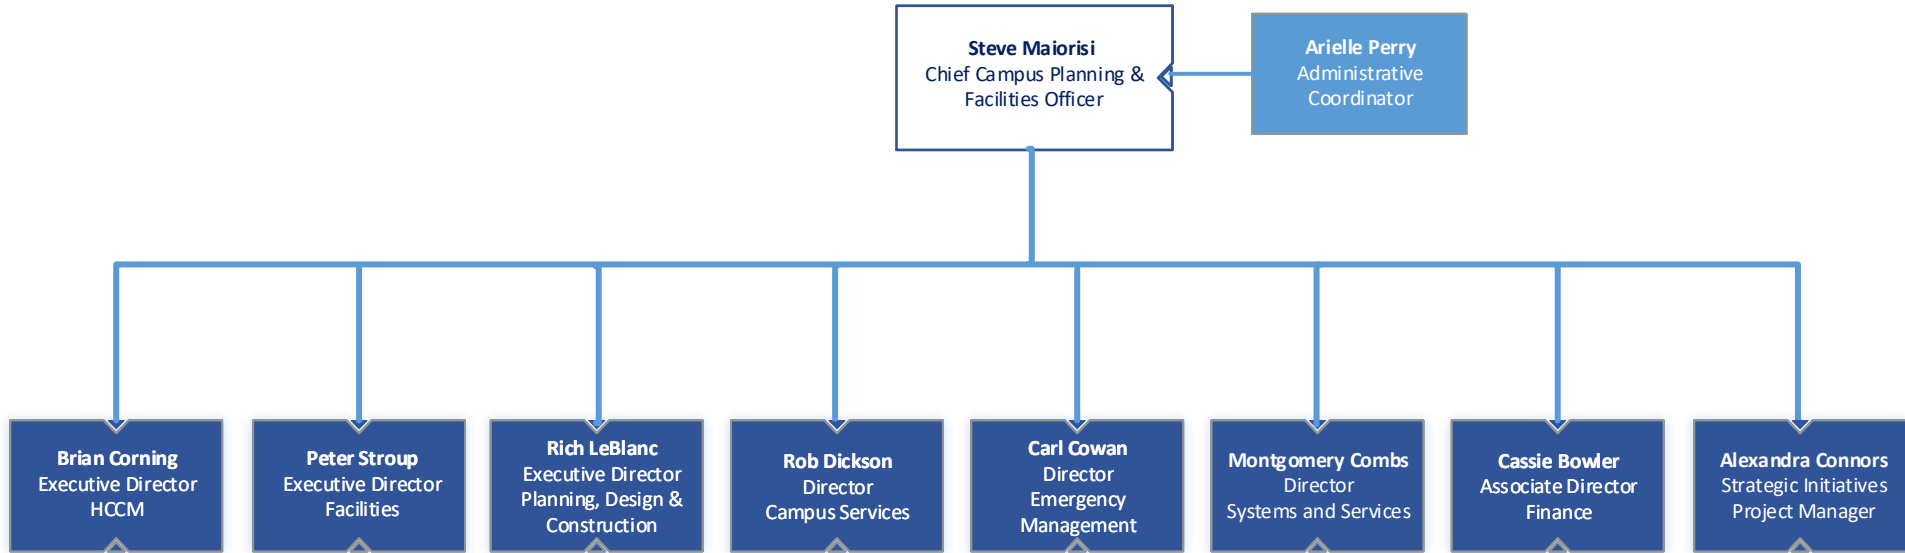 Steve Maiorisi
Chief Campus Planning &
Facilities Officer
Arielle Perry
Administrative
Coordinator
Brian Corning
Executive Director
HCCM
Peter Stroup
Executive Director
Facilities
Rich LeBlanc
Executive Director
Planning, Design &
Construction
Rob Dickson
Director
Campus Services
Carl Cowan
Director
Emergency
Management
Montgomery Combs
Director
Systems and Services
Cassie Bowler
Associate Director
Finance
Alexandra Connors
Strategic Initiatives
Project Manager